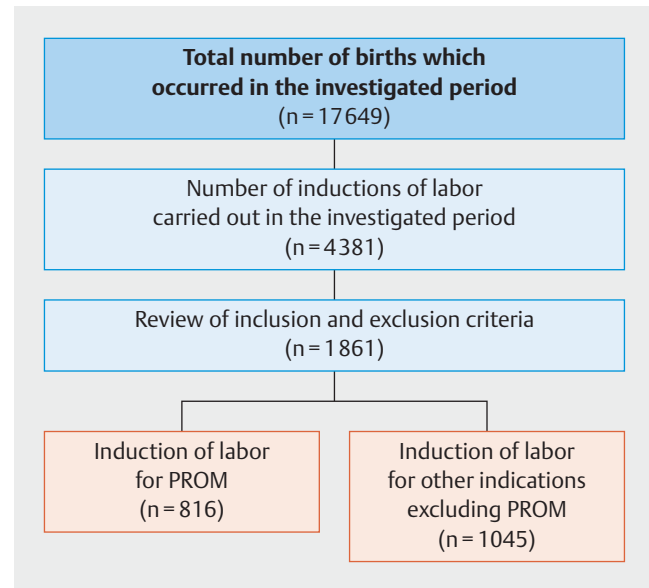 Total number of births which
occurred in the investigated period
(n = 17 649)
Number of inductions of labor
carried out in the investigated period
(n = 4381)
Review of inclusion and exclusion criteria
(n = 1861)
Induction of labor
for PROM
(n = 816)
Induction of labor
for other indications
excluding PROM
(n = 1045)